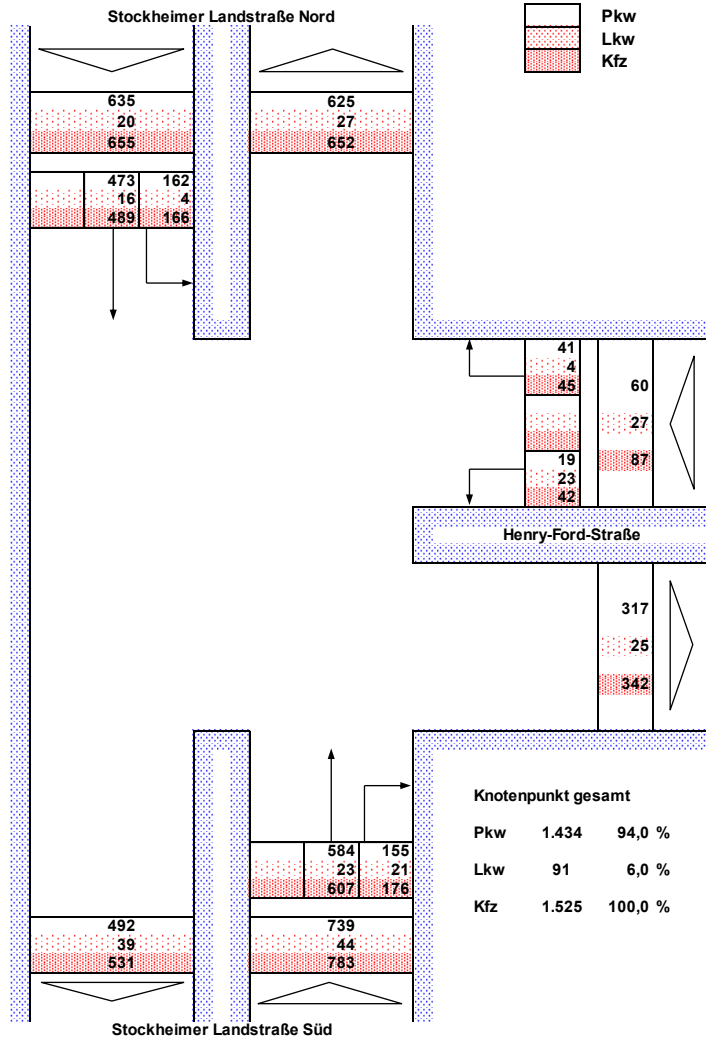 Stockheimer Landstraße Nord
Pkw
Lkw
Kfz
635 625
20 27
655 652
473 162
16 4
489 166
41
4
45
60
27
87
19
23
42
Henry-Ford-Straße
317
25
342
Knotenpunkt gesamt
Pkw 1.434 94,0 %
Lkw 91 6,0 %
Kfz 1.525 100,0 %
584 155
23 21
607 176
492 739
39 44
531 783
Stockheimer Landstraße Süd